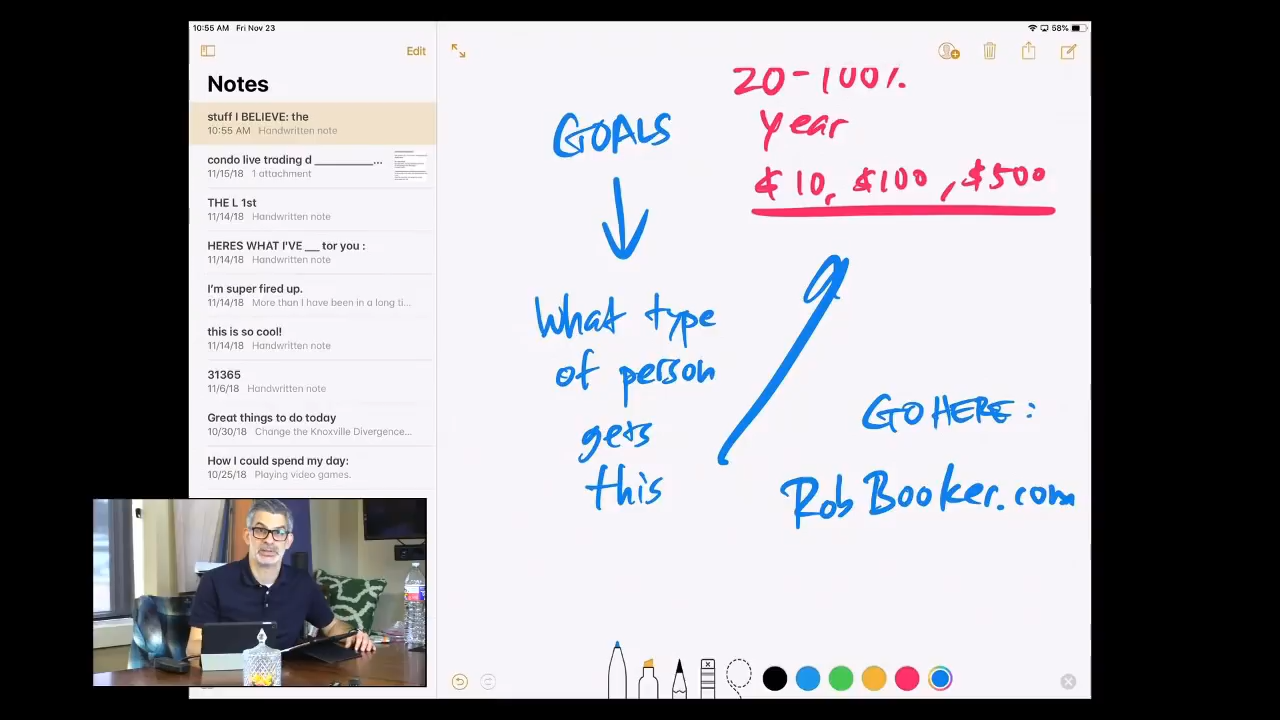 10:55 AM Fri Nov 23
58%
Edit
Notes
stuff I BELIEVE: the
10:55 AM Handwritten note
condo live trading d __________...
11/15/18 1 attachment
THE L 1st
11/14/18 Handwritten note
HERES WHAT I'VE ___ tor you :
11/14/18 Handwritten note
I'm super fired up.
11/14/18 More than I have been in a long ti...
this is so cool!
11/14/18 Handwritten note
31365
11/6/18 Handwritten note
Great things to do today
10/30/18 Change the Knoxville Divergence...
How I could spend my day:
10/25/18 Playing video games.
20-100%
year
$10, $100, $500
GOALS
What type
of person
gets
this
GO HERE:
RobBooker.com